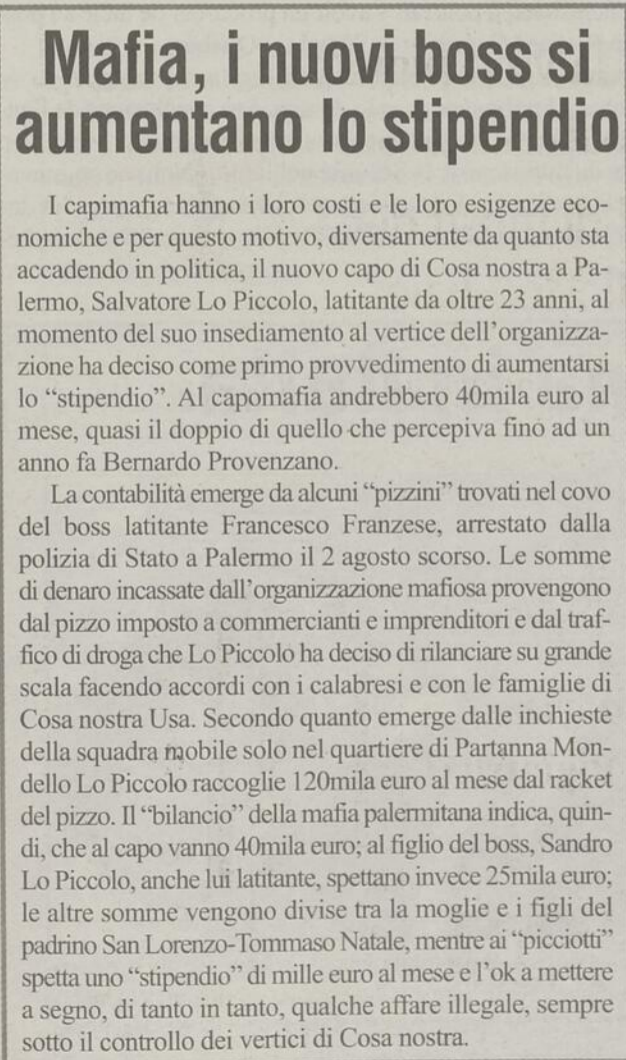 Mafia, i nuovi boss si
aumentano lo stipendio
I capimafia hanno i loro costi e le loro esigenze eco-
nomiche e per questo motivo, diversamente da quanto sta
accadendo in politica, il nuovo capo di Cosa nostra a Pa-
lermo, Salvatore Lo Piccolo, latitante da oltre 23 anni, al
momento del suo insediamento al vertice dell'organizza-
zione ha deciso come primo provvedimento di aumentarsi
lo “stipendio”. Al capomafia andrebbero 40mila euro al
mese, quasi il doppio di quello che percepiva fino ad un
anno fa Bernardo Provenzano.
La contabilità emerge da alcuni “pizzini” trovati nel covo
del boss latitante Francesco Franzese, arrestato dalla
polizia di Stato a Palermo il 2 agosto scorso. Le somme
di denaro incassate dall'organizzazione mafiosa provengono
dal pizzo imposto a commercianti e imprenditori e dal traf-
fico di droga che Lo Piccolo ha deciso di rilanciare su grande
scala facendo accordi con i calabresi e con le famiglie di
Cosa nostra Usa. Secondo quanto emerge dalle inchieste
della squadra mobile solo nel quartiere di Partanna Mon-
dello Lo Piccolo raccoglie 120mila euro al mese dal racket
del pizzo. Il “bilancio” della mafia palermitana indica, quin-
di, che al capo vanno 40mila euro; al figlio del boss, Sandro
Lo Piccolo, anche lui latitante, spettano invece 25mila euro;
le altre somme vengono divise tra la moglie e i figli del
padrino San Lorenzo-Tommaso Natale, mentre ai “picciotti”
spetta uno “stipendio” di mille euro al mese e l'ok a mettere
a segno, di tanto in tanto, qualche affare illegale, sempre
sotto il controllo dei vertici di Cosa nostra.